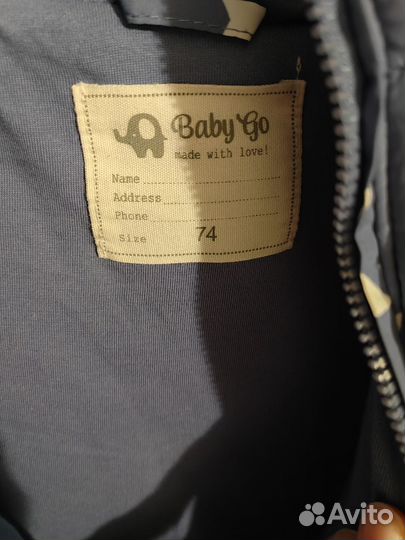 Baby Go
made with love!
Name
Address
Phone
Size 74
Avito